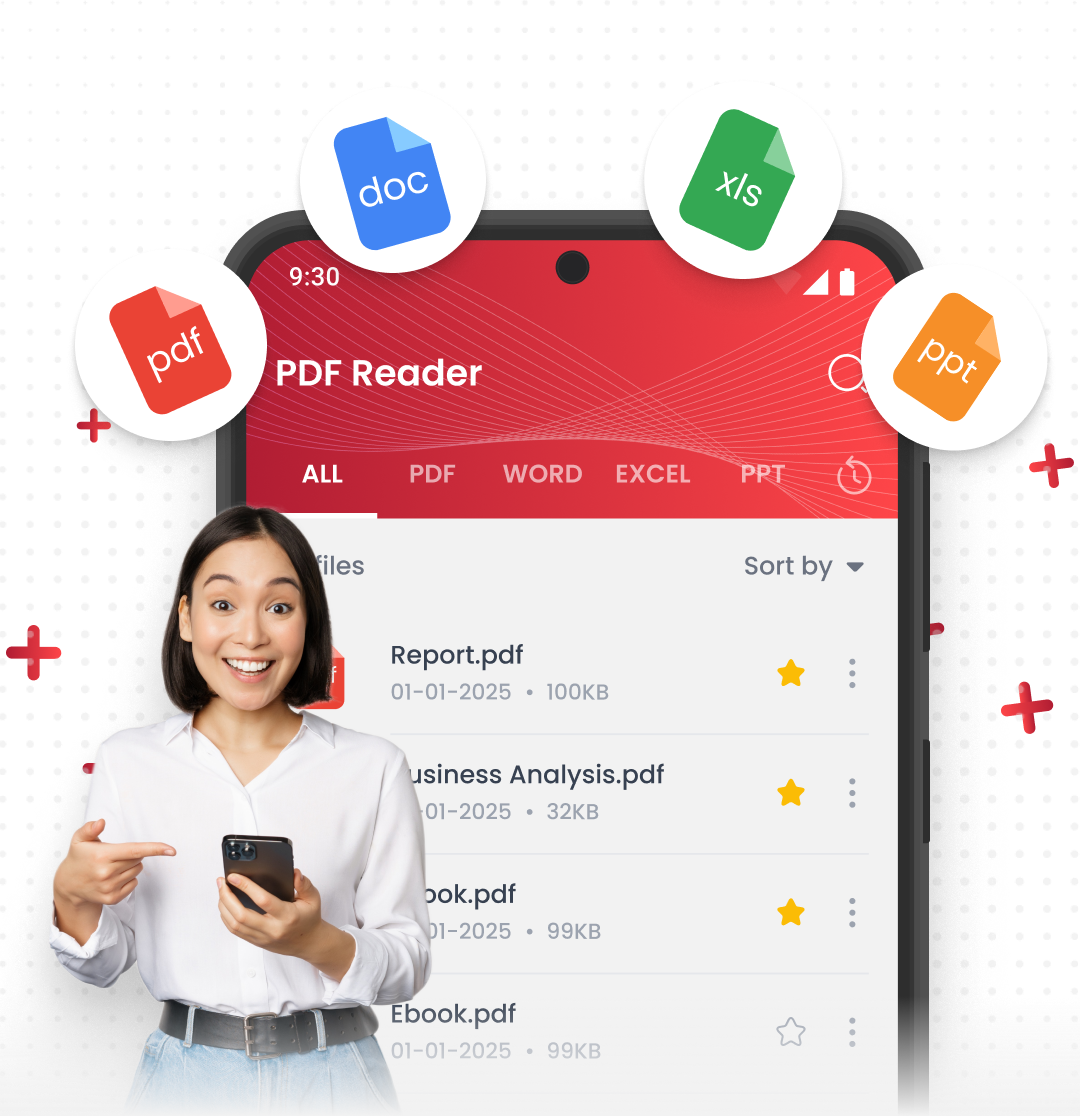 doc
xls
9:30
pdf
PDF Reader
ppt
ALL PDF WORD EXCEL PPT
files
Sort by
Report.pdf
01-01-2025 • 100KB
usiness Analysis.pdf
-01-2025 • 32KB
ook.pdf
01-2025 • 99KB
Ebook.pdf
01-01-2025 • 99KB